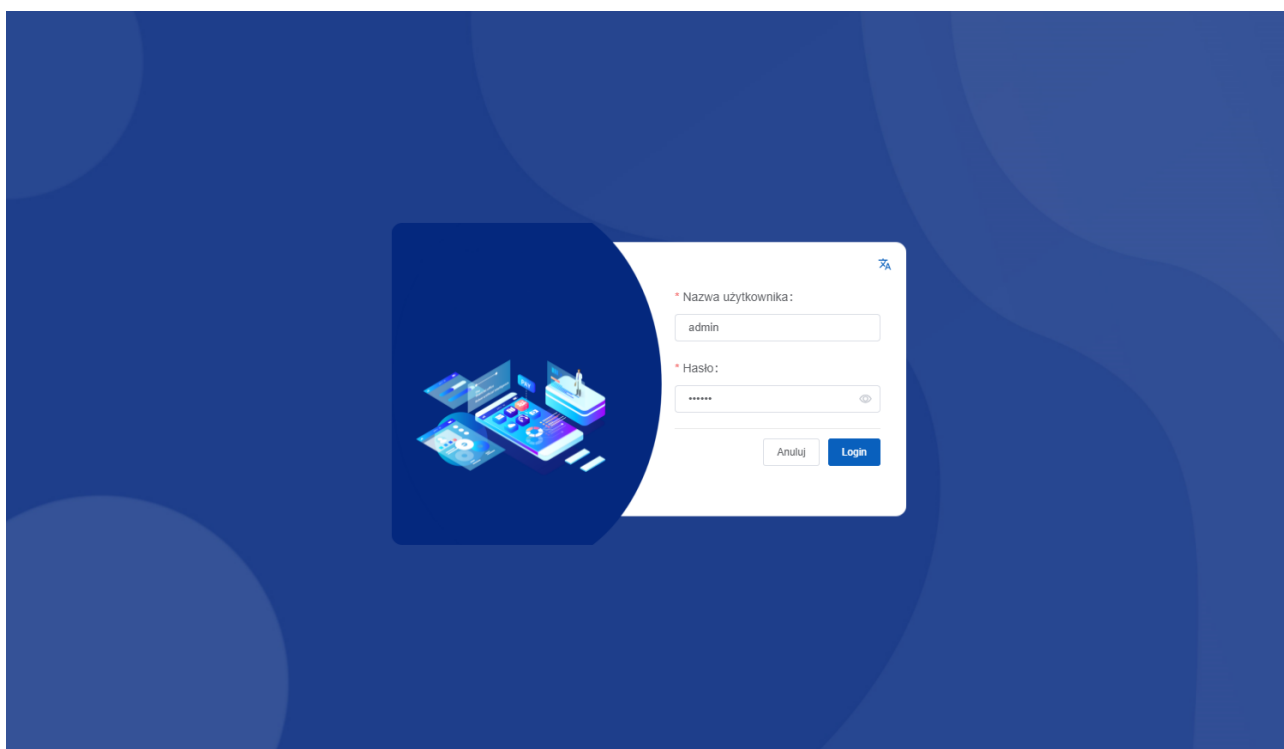 * Nazwa użytkownika:
admin
* Hasło:
••••••
Anuluj
Login